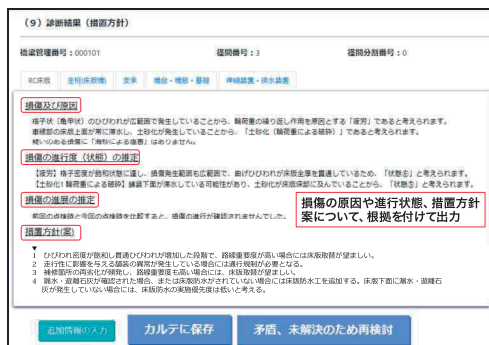 （９）診断結果（措置方針）
橋梁管理番号：000101 径間番号：3 径間分割番号：0
RC床版 主桁(床版橋) 支承 橋台・橋脚・基礎 伸縮装置・排水装置
損傷及び原因
格子状（亀甲状）のひびわれが広範囲で発生していることから、輪荷重の繰り返し作用を原因とする「疲労」であると考えられます。
車線部の床版上面が常に滞水し、土砂化が発生していることから、「土砂化（輪荷重による破砕）」であると考えられます。
疑いのある損傷に「海砂による塩害」はありません。
損傷の進行度（状態）の推定
【疲労】格子密度が飽和状態に達し、損傷発生範囲も広範囲で、曲げひびわれが床版全厚を貫通しているため、「状態⑥」と考えられます。
【土砂化1 輪荷重による破砕】舗装下面が滞水している可能性があり、土砂化が床版深部に及んでいることから、「状態⑤」と考えられます。
損傷の進展の推定
前回の点検時と今回の点検時を比較すると、損傷の進行が確認されませんでした。
損傷の原因や進行状態、措置方針
案について、根拠を付けて出力
措置方針(案)
▼
1 ひびわれ密度が飽和し貫通ひびわれが増加した段階で、路線重要度が高い場合には床版取替が望ましい。
2 走行性に影響を与える舗装の異常が発生している場合には通行規制が必要となる。
3 補修箇所の再劣化が頻発し、路線重要度も高い場合には、床版取替が望ましい。
4 漏水・遊離石灰が確認された場合、または床版防水がされていない場合には床版防水工を追加する。床版下面に漏水・遊離石
灰が発生していない場合には、床版防水の実施優先度は低いと考える。
追加情報の入力 カルテに保存 矛盾、未解決のため再検討